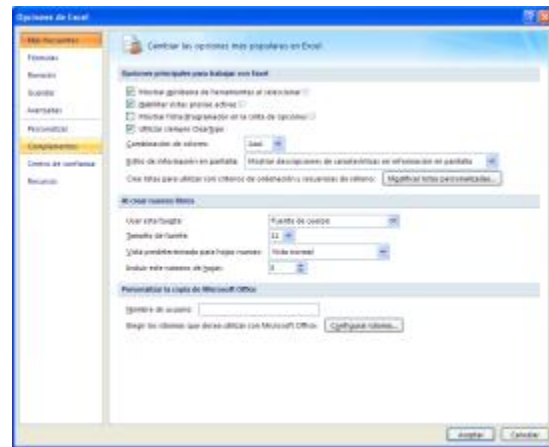 Opciones de Excel
Más frecuentes
Fórmulas
Revisión
Guardar
Avanzadas
Personalizar
Complementos
Centro de confianza
Recursos
Cambiar las opciones más populares en Excel.
Opciones principales para trabajar con Excel
Mostrar minibarra de herramientas al seleccionar
Habilitar vistas previas activas
Mostrar ficha Programador en la cinta de opciones
Utilizar siempre ClearType
Combinación de colores: Azul
Estilo de información en pantalla: Mostrar descripciones de características en información en pantalla
Crear listas para utilizar con criterios de ordenación y secuencias de relleno: Modificar listas personalizadas...
Al crear nuevos libros
Usar esta fuente: Fuente de cuerpo
Tamaño de fuente: 11
Vista predeterminada para hojas nuevas: Vista normal
Incluir este número de hojas: 3
Personalizar la copia de Microsoft Office
Nombre de usuario:
Elegir los idiomas que desea utilizar con Microsoft Office: Configurar idioma...
Aceptar Cancelar